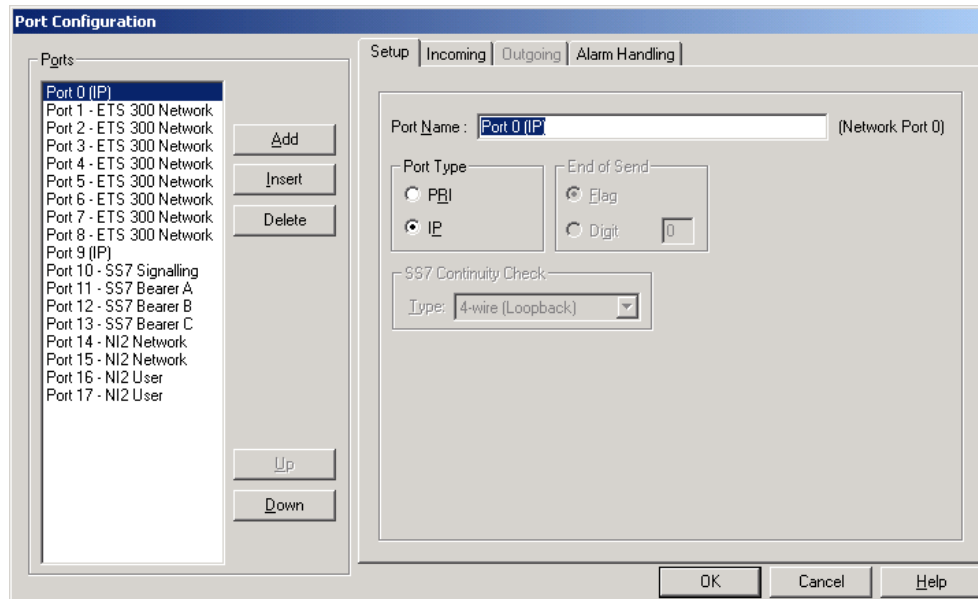 Port Configuration
Ports
Port 0 (IP)
Port 1 - ETS 300 Network
Port 2 - ETS 300 Network
Port 3 - ETS 300 Network
Port 4 - ETS 300 Network
Port 5 - ETS 300 Network
Port 6 - ETS 300 Network
Port 7 - ETS 300 Network
Port 8 - ETS 300 Network
Port 9 (IP)
Port 10 - SS7 Signalling
Port 11 - SS7 Bearer A
Port 12 - SS7 Bearer B
Port 13 - SS7 Bearer C
Port 14 - NI2 Network
Port 15 - NI2 Network
Port 16 - NI2 User
Port 17 - NI2 User
Add
Insert
Delete
Up
Down
Setup Incoming Outgoing Alarm Handling
Port Name : Port 0 (IP) (Network Port 0)
Port Type
PRI
IP
End of Send
Flag
Digit 0
SS7 Continuity Check
Type: 4-wire (Loopback)
OK Cancel Help